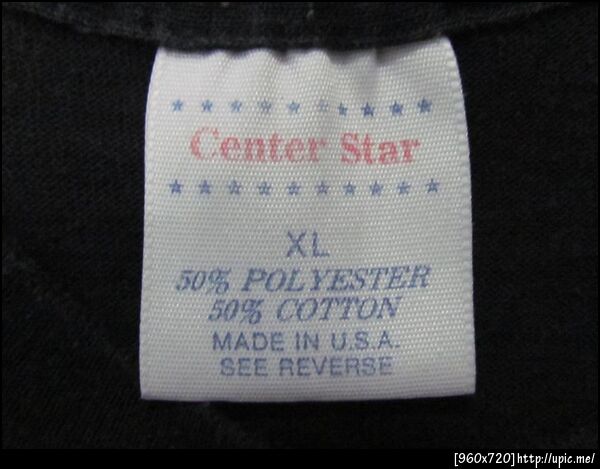 Center Star
XL
50% POLYESTER
50% COTTON
MADE IN U.S.A.
SEE REVERSE
[960x720]http://upic.me/